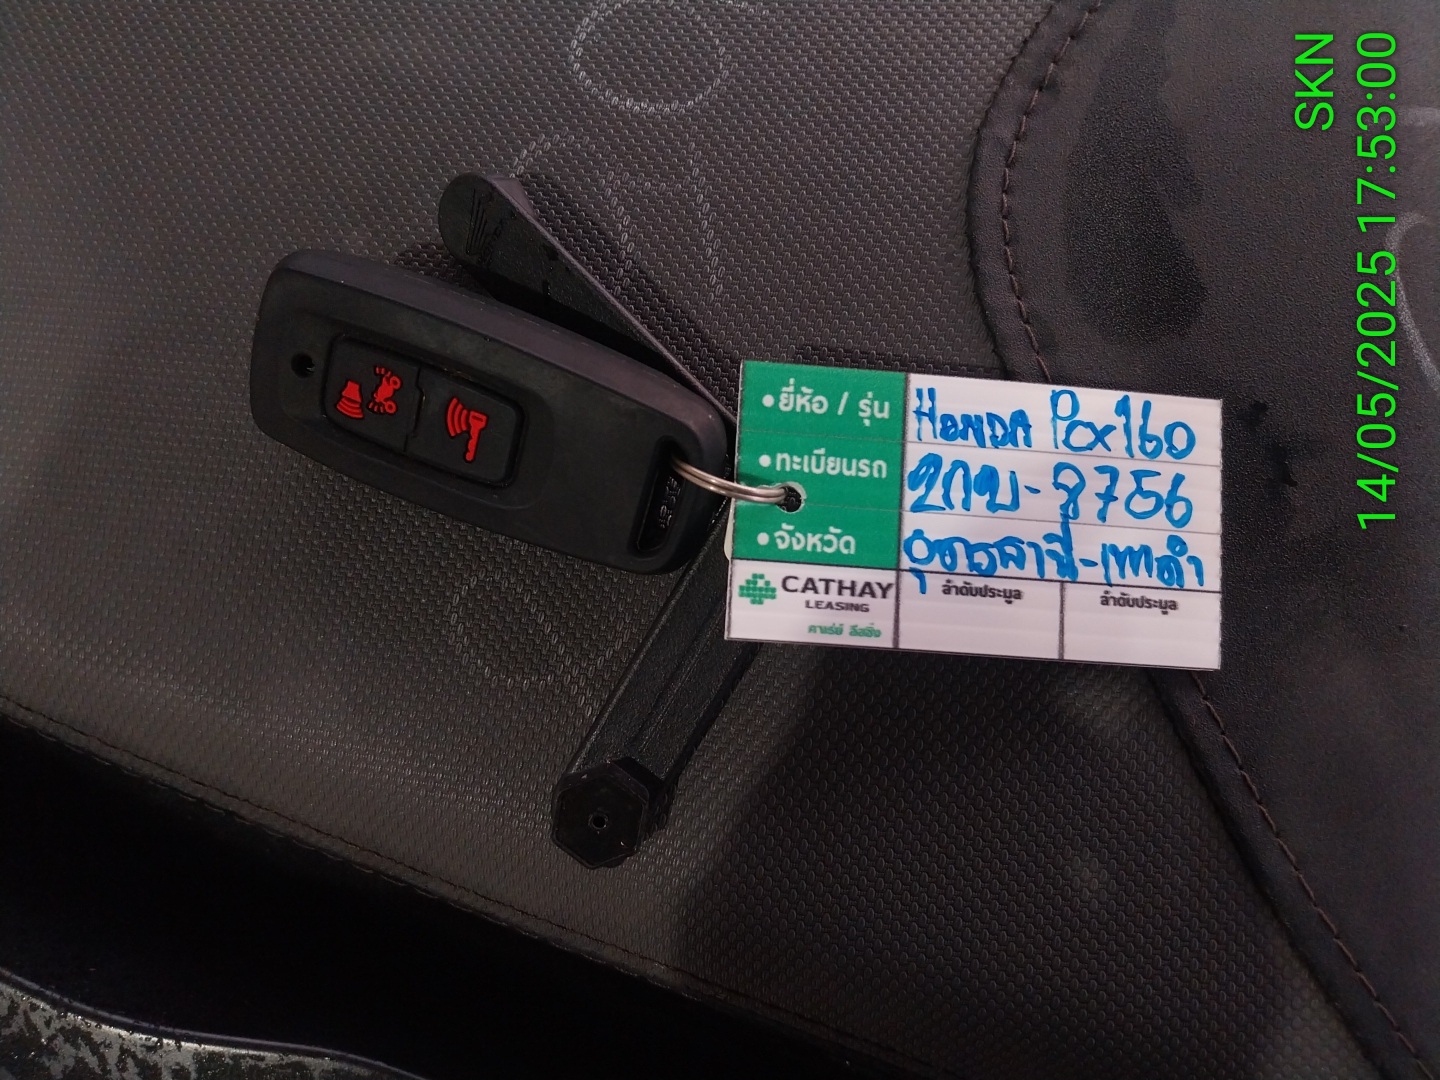 SKN
14/05/2025 17:53:00
•ยี่ห้อ / รุ่น HONDA PCX160
•ทะเบียนรถ 2กข-8756
•จังหวัด อุดรธานี-เทาดำ
CATHAY
LEASING
คาเธ่ย์ ลีสซิ่ง
ลำดับประมูล ลำดับประมูล